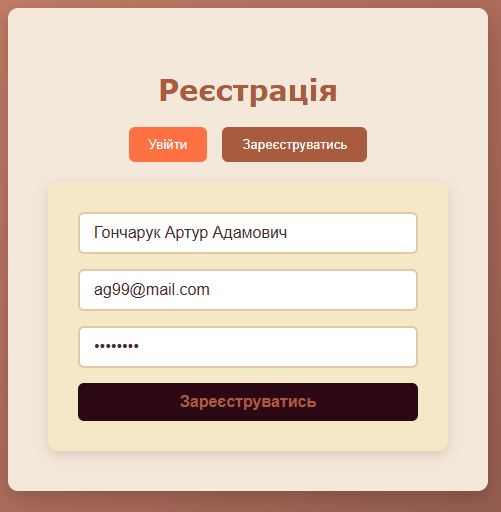 Реєстрація
Увійти Зареєструватись
Гончарук Артур Адамович
ag99@mail.com
••••••••
Зареєструватись